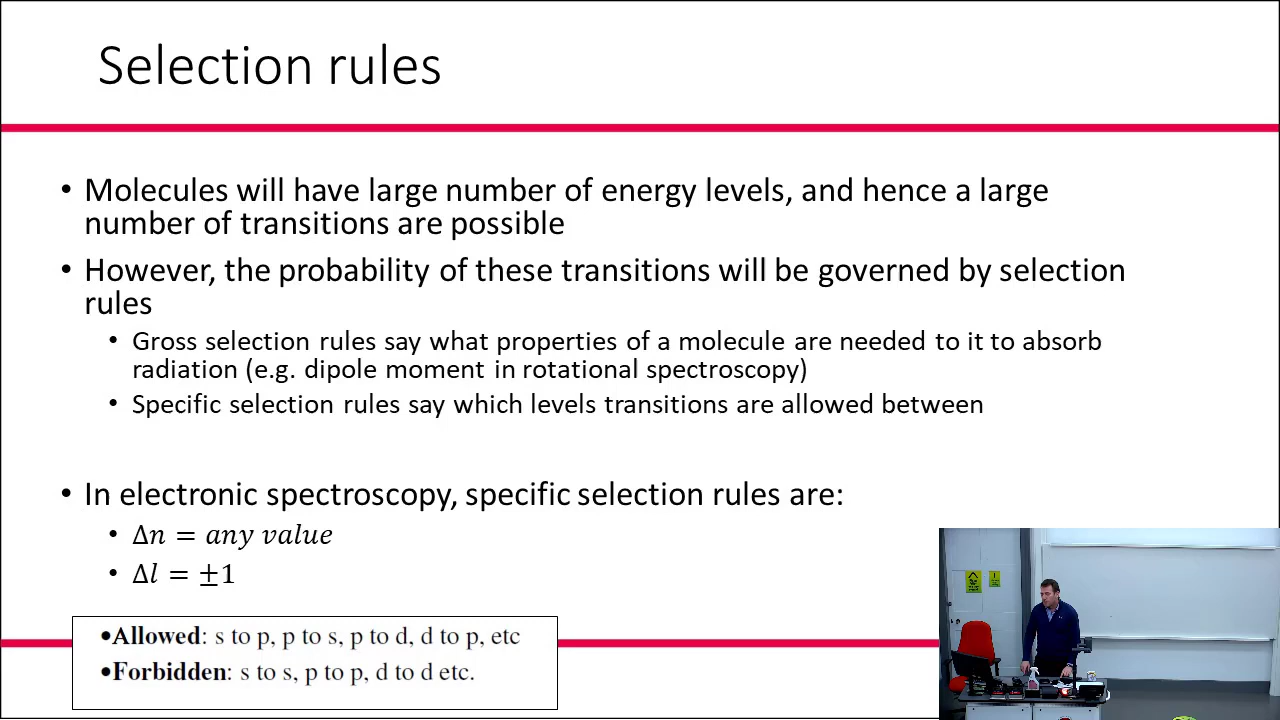 Selection rules
• Molecules will have large number of energy levels, and hence a large
number of transitions are possible
• However, the probability of these transitions will be governed by selection
rules
• Gross selection rules say what properties of a molecule are needed to it to absorb
radiation (e.g. dipole moment in rotational spectroscopy)
• Specific selection rules say which levels transitions are allowed between
• In electronic spectroscopy, specific selection rules are:
• Δn = any value
• Δl = ±1
•Allowed: s to p, p to s, p to d, d to p, etc
•Forbidden: s to s, p to p, d to d etc.